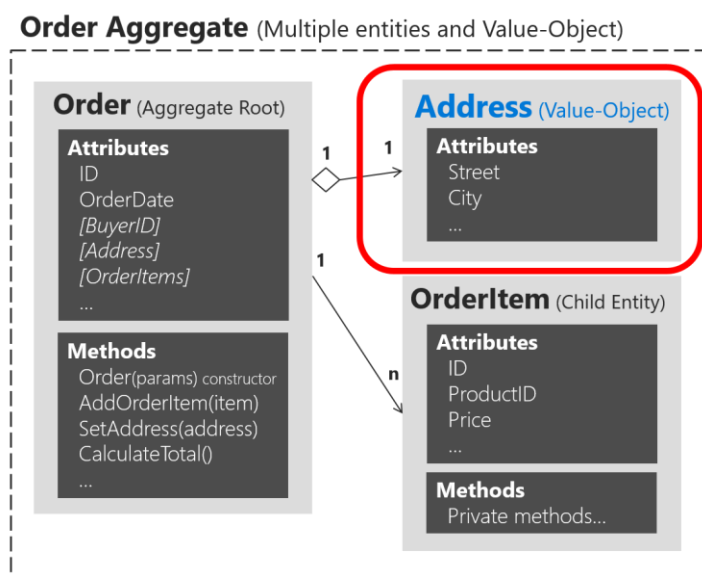 Order Aggregate (Multiple entities and Value-Object)
Order (Aggregate Root)
Attributes
ID
OrderDate
[BuyerID]
[Address]
[OrderItems]
...
Methods
Order(params) constructor
AddOrderItem(item)
SetAddress(address)
CalculateTotal()
...
1
1
1
n
Address (Value-Object)
Attributes
Street
City
...
OrderItem (Child Entity)
Attributes
ID
ProductID
Price
...
Methods
Private methods...